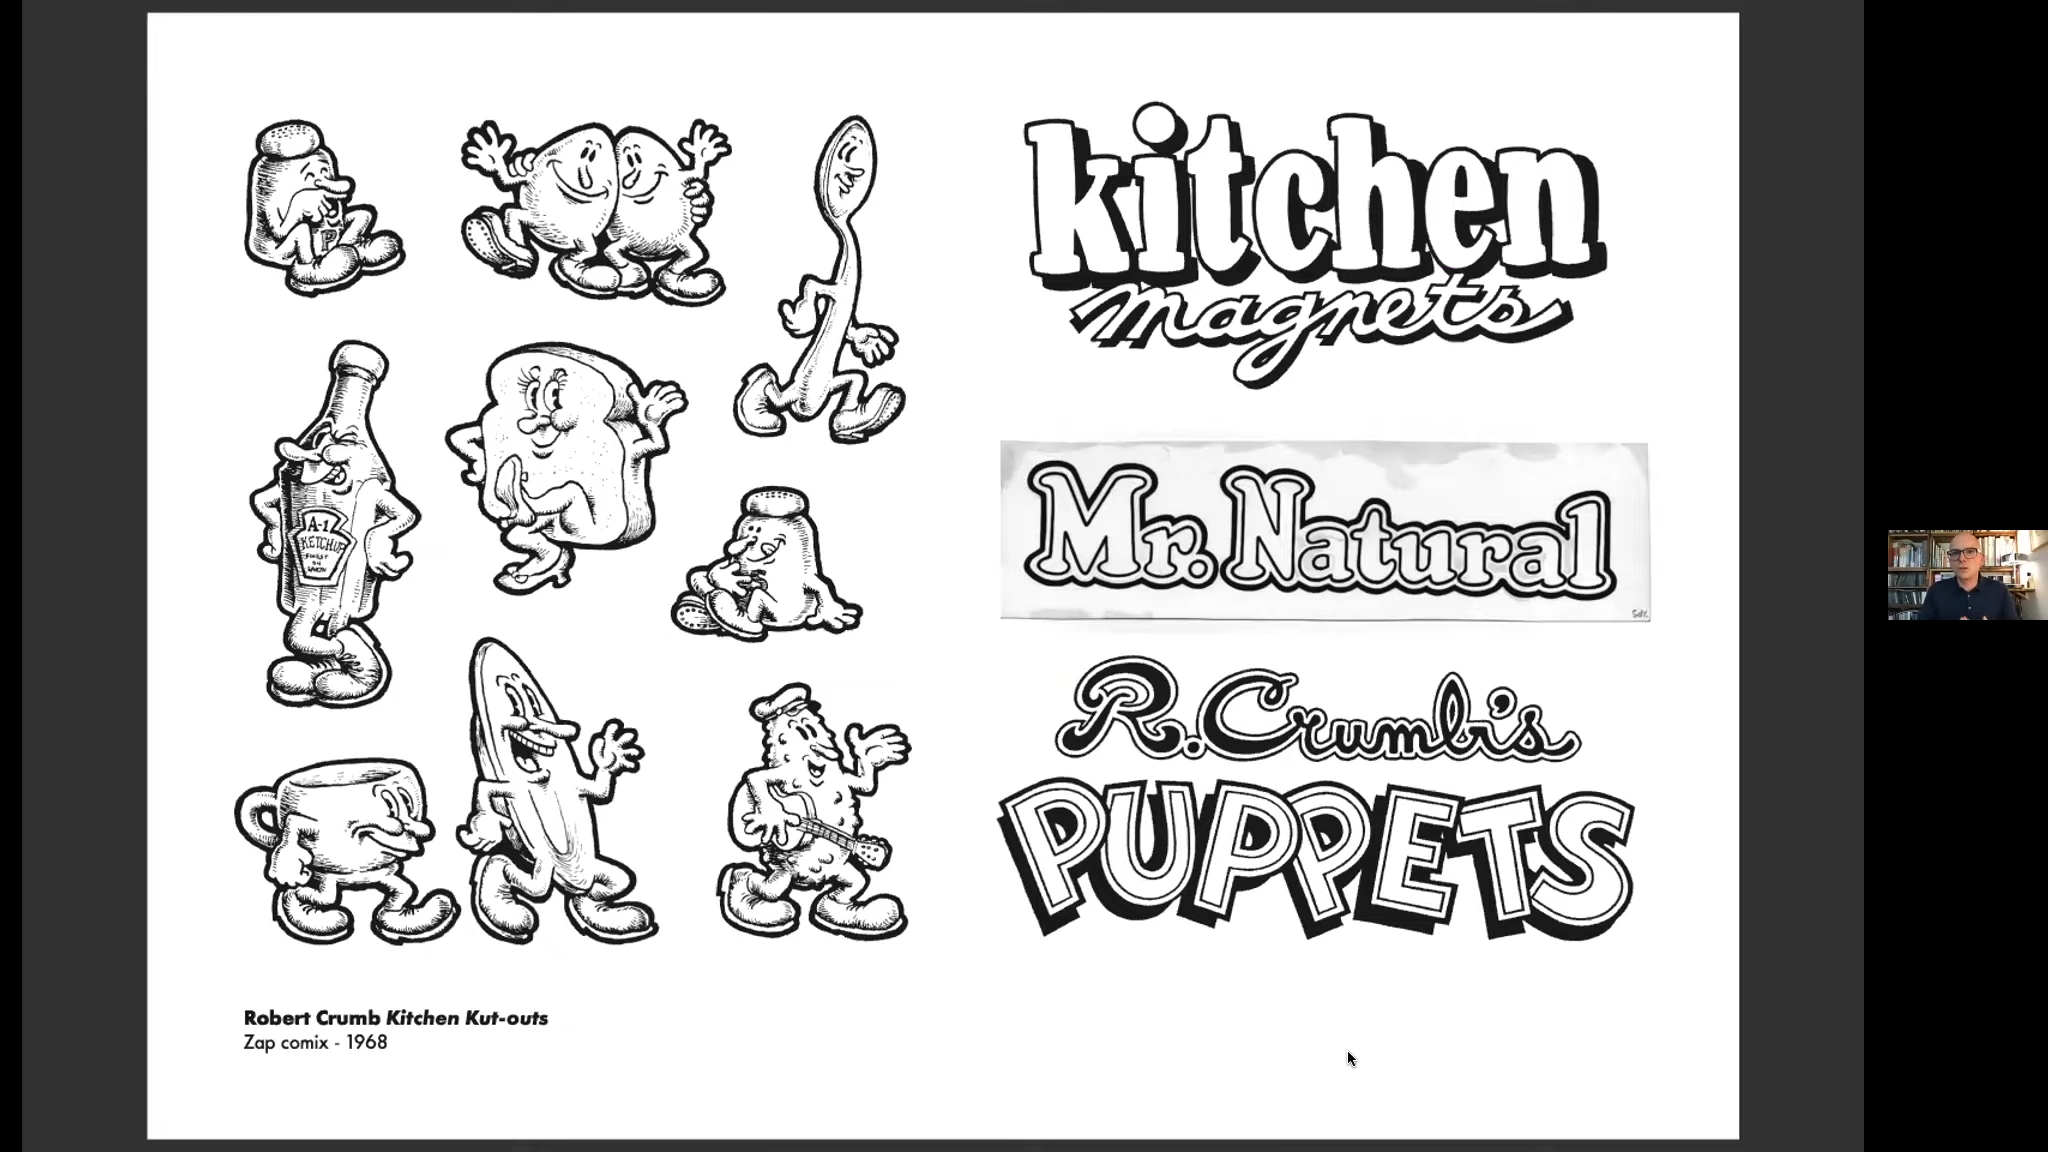 P
A-1
KETCHUP
kitchen
magnets
Mr. Natural
R. Crumb's
PUPPETS
Robert Crumb Kitchen Kut-outs
Zap comix - 1968